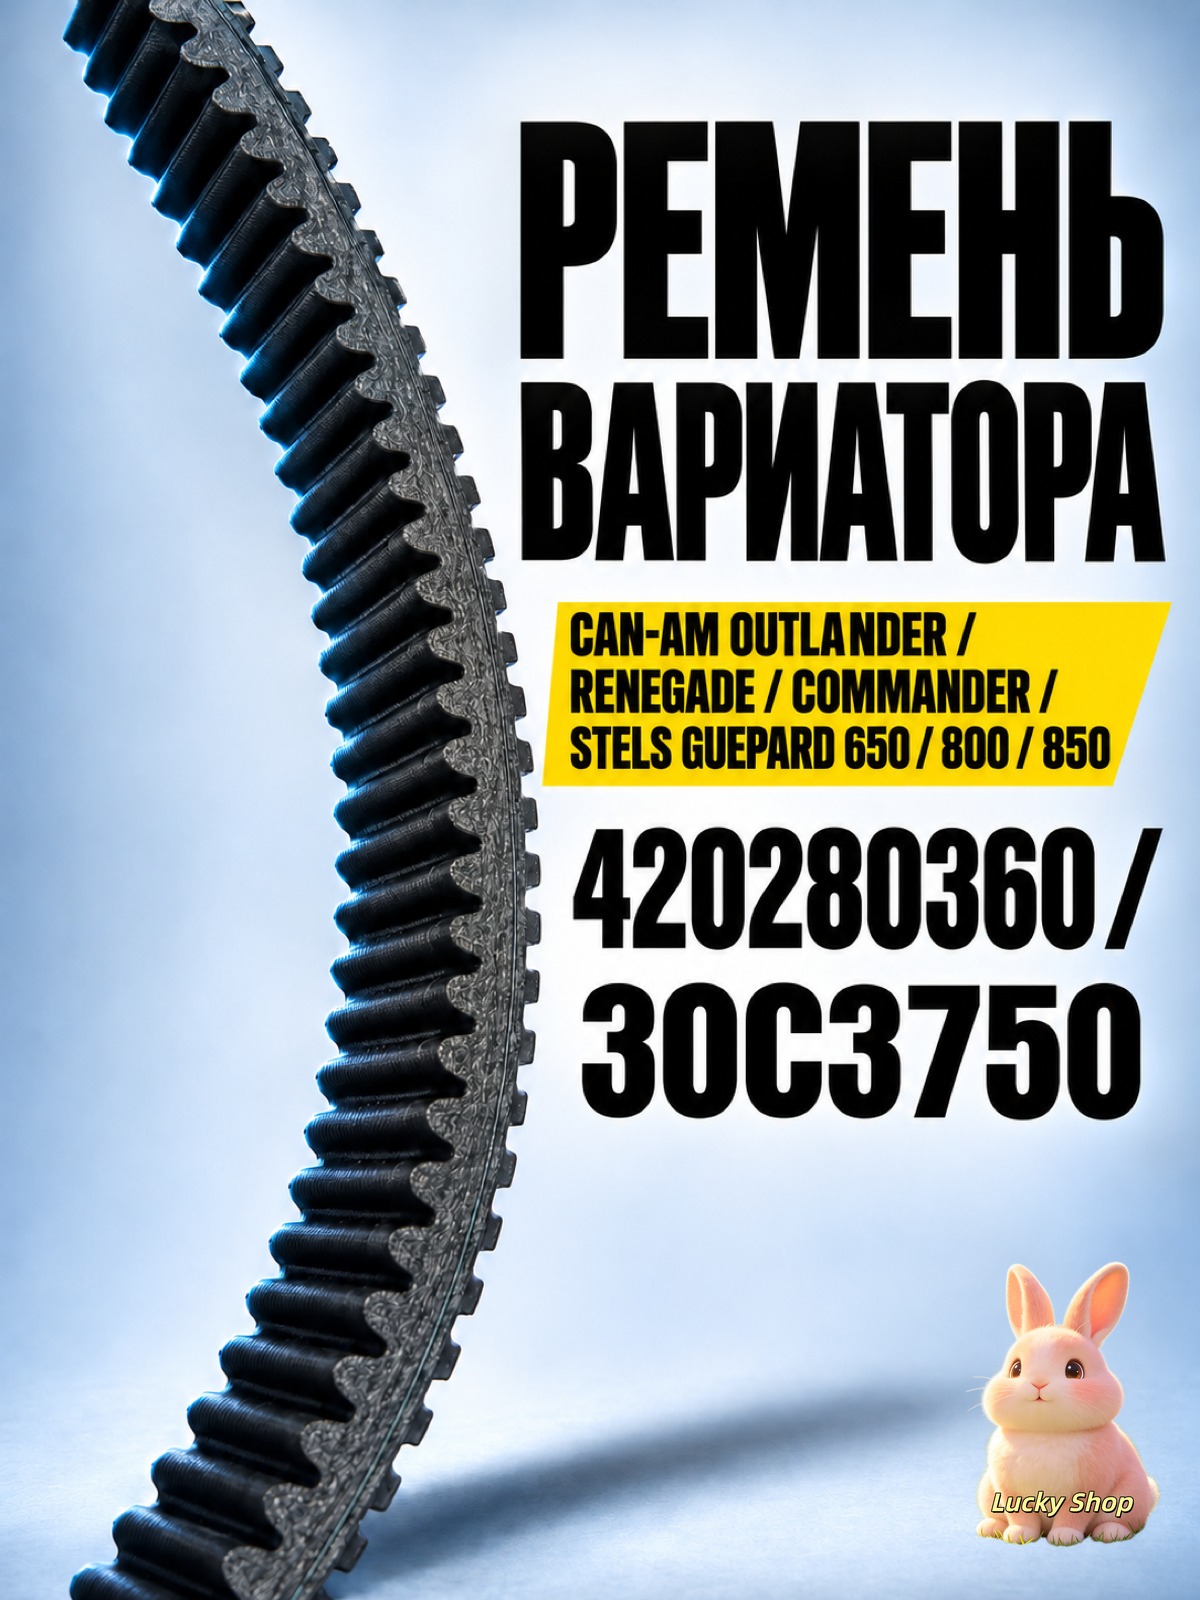 РЕМЕНЬ
ВАРИАТОРА
CAN-AM OUTLANDER /
RENEGADE / COMMANDER /
STELS GUEPARD 650 / 800 / 850
420280360 /
30C3750
Lucky Shop